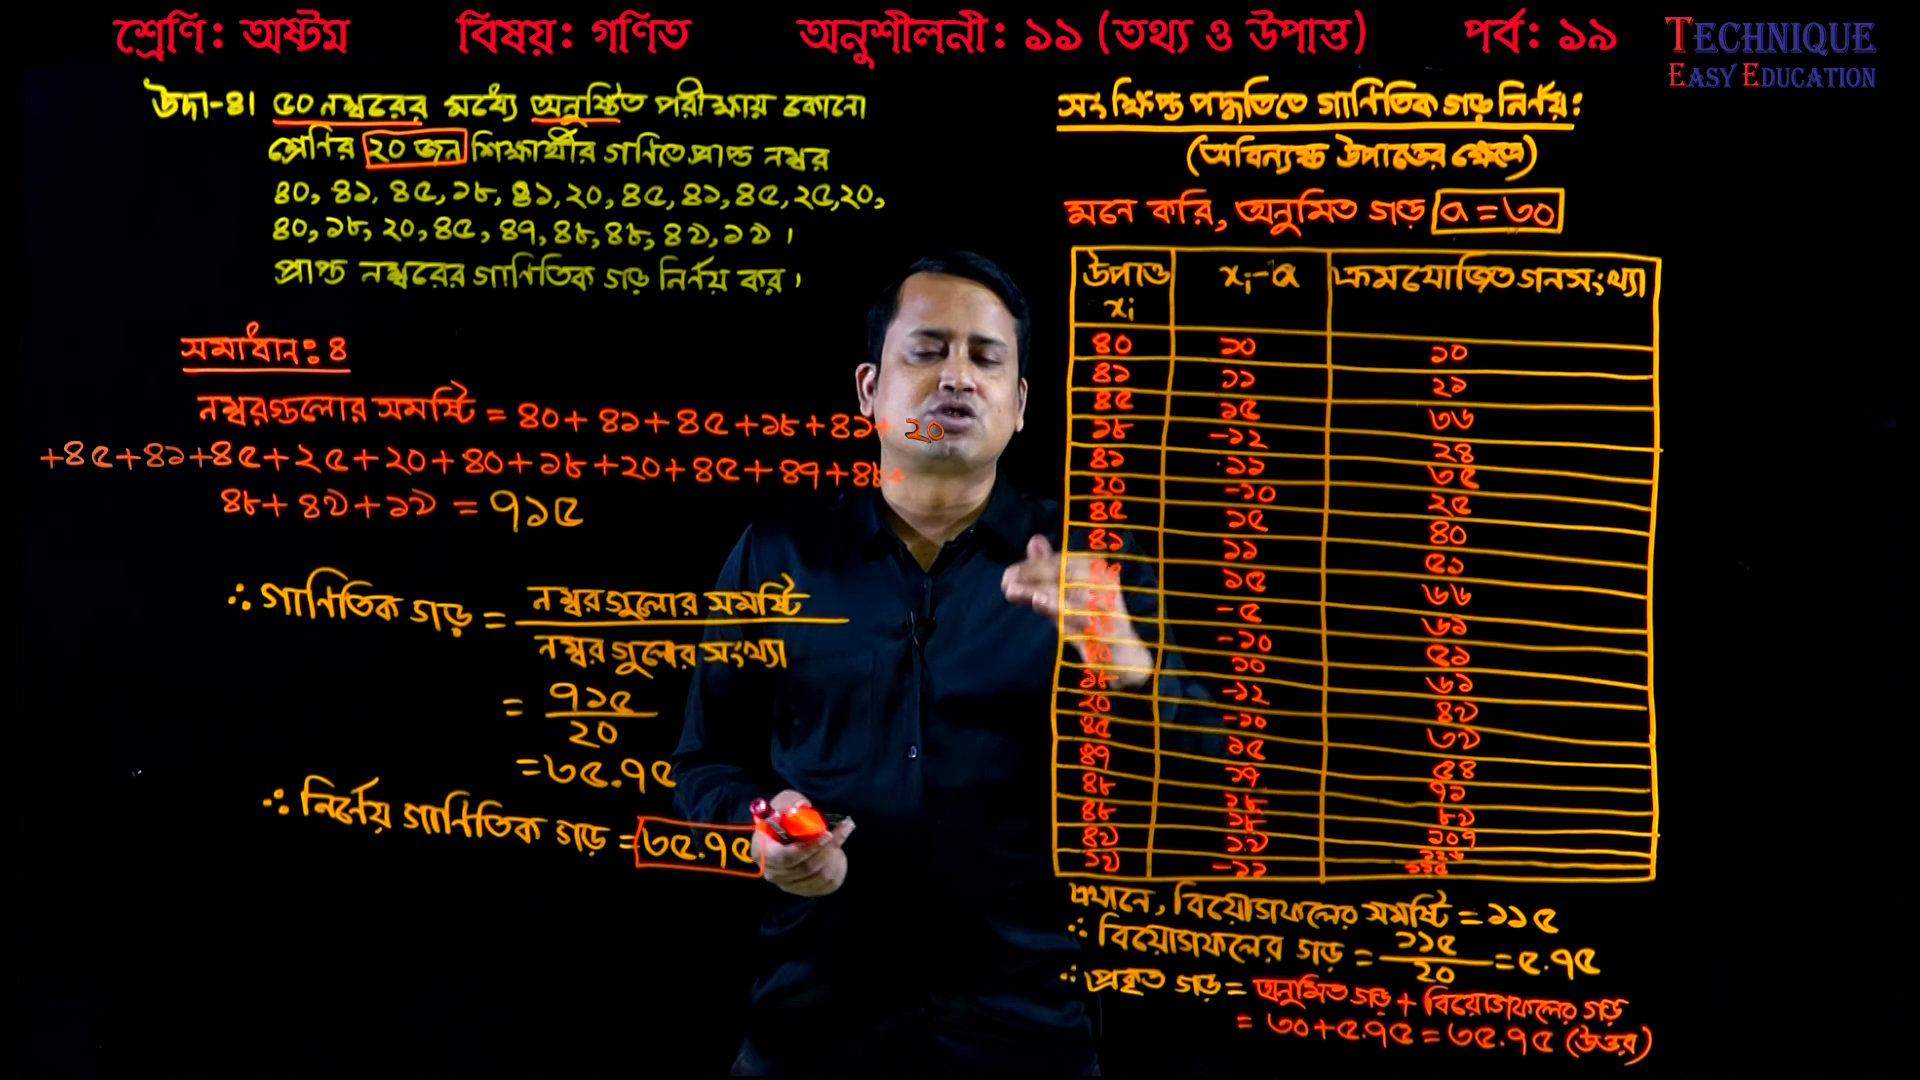 শ্রেণি: অষ্টম বিষয়: গণিত অনুশীলনী: ১১ (তথ্য ও উপাত্ত) পর্ব: ১৯
TECHNIQUE
EASY EDUCATION
উদা-৪। ৫০ নম্বরের মধ্যে অনুষ্ঠিত পরীক্ষায় কোনো
শ্রেণির ২০ জন শিক্ষার্থীর গণিতে প্রাপ্ত নম্বর
৪০, ৪১, ৪৫, ১৮, ৪১, ২০, ৪৫, ৪১, ৪৫, ২৫, ২০,
৪০, ১৮, ২০, ৪৫, ৪৭, ৪৮, ৪৮, ৪৯, ১৯।
প্রাপ্ত নম্বরের গাণিতিক গড় নির্ণয় কর।
সমাধান: ৪
নম্বরগুলোর সমষ্টি = ৪০+ ৪১+ ৪৫ +১৮+৪১+ ২০
+৪৫+৪১+৪৫+২৫+২০+৪০+১৮+২০+৪৫+৪৭+৪৮+
৪৮+ ৪৯+১৯ = ৭১৫
∴ গাণিতিক গড় = নম্বরগুলোর সমষ্টি
নম্বর গুলোর সংখ্যা
= ৭১৫
২০
=৩৫.৭৫
∴ নির্ণেয় গাণিতিক গড় = ৩৫.৭৫
সংক্ষিপ্ত পদ্ধতিতে গাণিতিক গড় নির্ণয়:
(অবিন্যস্ত উপাত্তের ক্ষেত্রে)
মনে করি, অনুমিত গড় a = ৩০
উপাত্ত xᵢ xᵢ-a ক্রমযোজিত গনসংখ্যা
৪০ ১০ ১০
৪১ ১১ ২১
৪৫ ১৫ ৩৬
১৮ -১২ ২৪
৪১ ১১ ৩৫
২০ -১০ ২৫
৪৫ ১৫ ৪০
৪১ ১১ ৫১
১৫ ৬৬
-৫ ৬১
-১০ ৫১
১০ ৬১
১৮ -১২ ৪৯
২০ -১০ ৩৯
৪৫ ১৫ ৫৪
৪৭ ১৭ ৭১
৪৮ ১৮ ৮৯
৪৮ ১৮ ১০৭
৪৯ ১৯ ১২৬
১৯ -১১ ১১৫
এখানে, বিয়োগফলের সমষ্টি = ১১৫
∴ বিয়োগফলের গড় = ১১৫
২০ = ৫.৭৫
∴ প্রকৃত গড় = অনুমিত গড় + বিয়োগফলের গড়
= ৩০+৫.৭৫ = ৩৫.৭৫ (উত্তর)